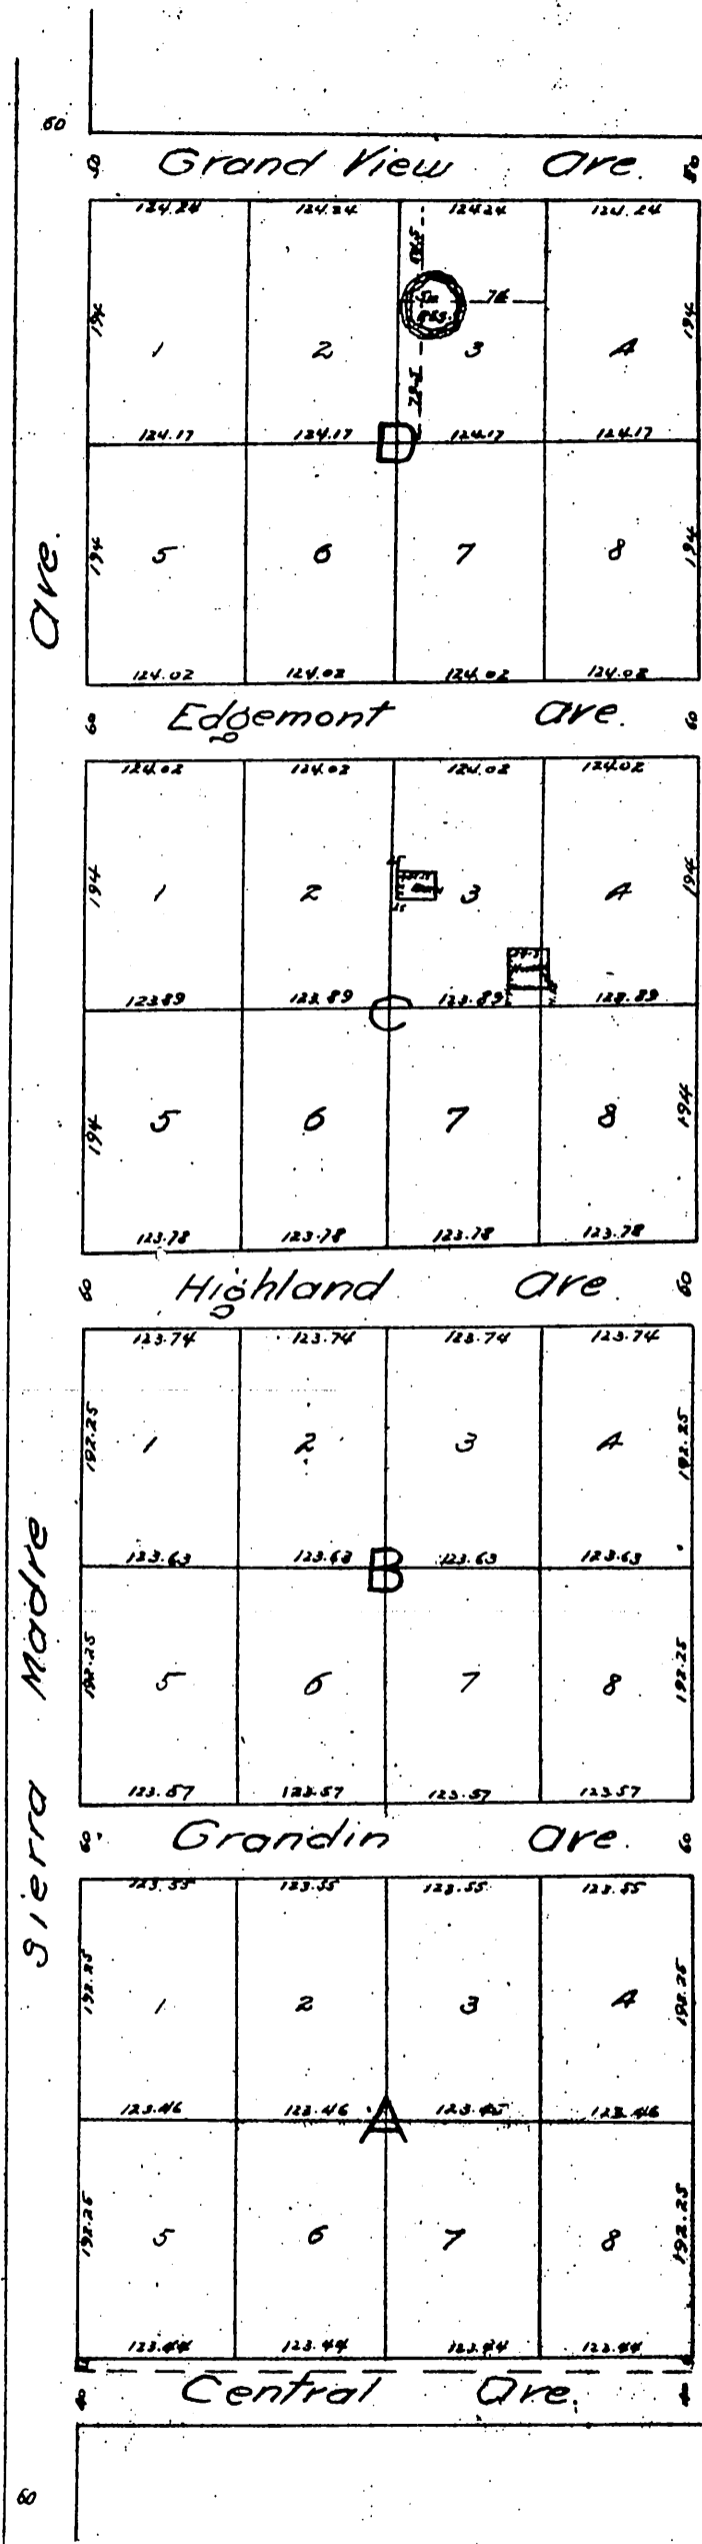 60
50 Grand View Ave. 50
124.24 124.24 124.24 124.24
76
194 194
1 2 3 4
124.17 124.17 124.17 124.17
D
194 5 6 7 8 194
124.02 124.02 124.02 124.02
60 Edgemont Ave. 60
124.02 124.02 124.02 124.02
194 1 2 3 4 194
123.89 123.89 123.89 123.89
C
194 5 6 7 8 194
123.78 123.78 123.78 123.78
60 Highland Ave. 60
123.74 123.74 123.74 123.74
192.25 1 2 3 4 192.25
123.63 123.63 123.63 123.63
B
192.25 5 6 7 8 192.25
123.57 123.57 123.57 123.57
60 Grandin Ave. 60
123.55 123.55 123.55 123.55
192.25 1 2 3 4 192.25
123.46 123.46 123.45 123.46
A
192.25 5 6 7 8 192.25
123.44 123.44 123.44 123.44
40 Central Ave. 40
60
Sierra Madre Ave.